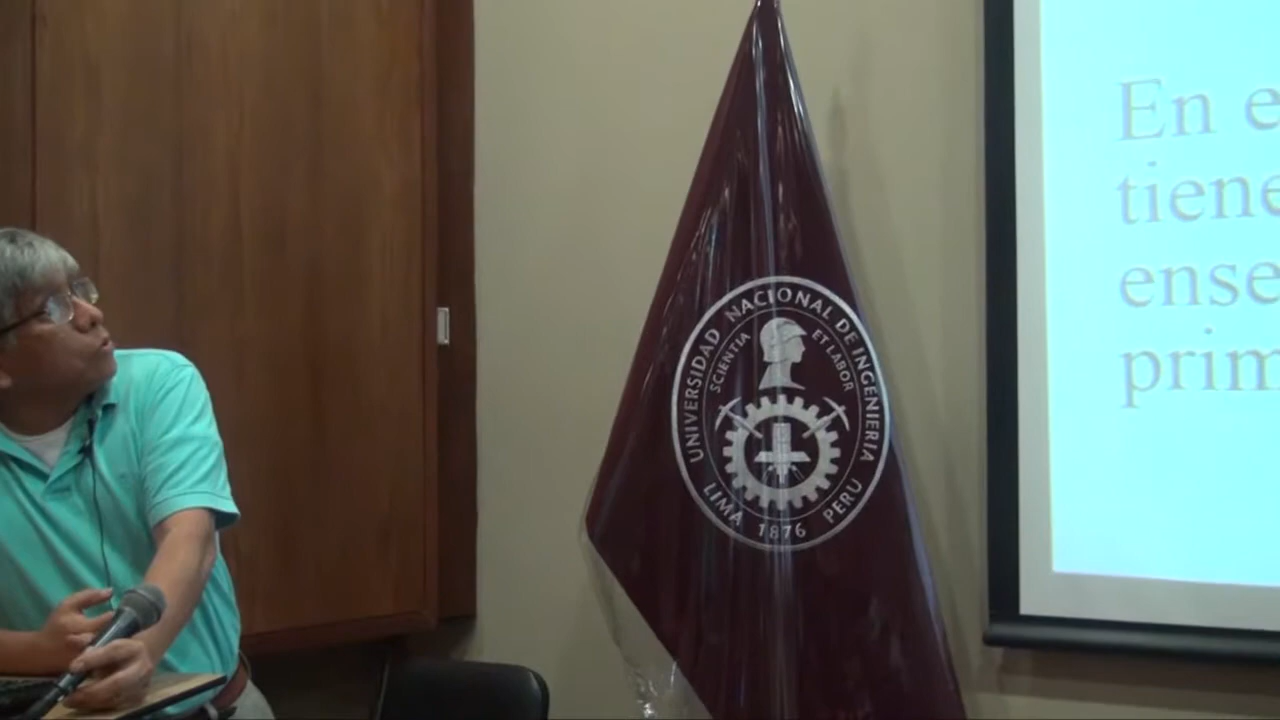 UNIVERSIDAD NACIONAL DE INGENIERIA
SCIENTIA ET LABOR
LIMA 1876 PERU
En e
tiene
ense
prim